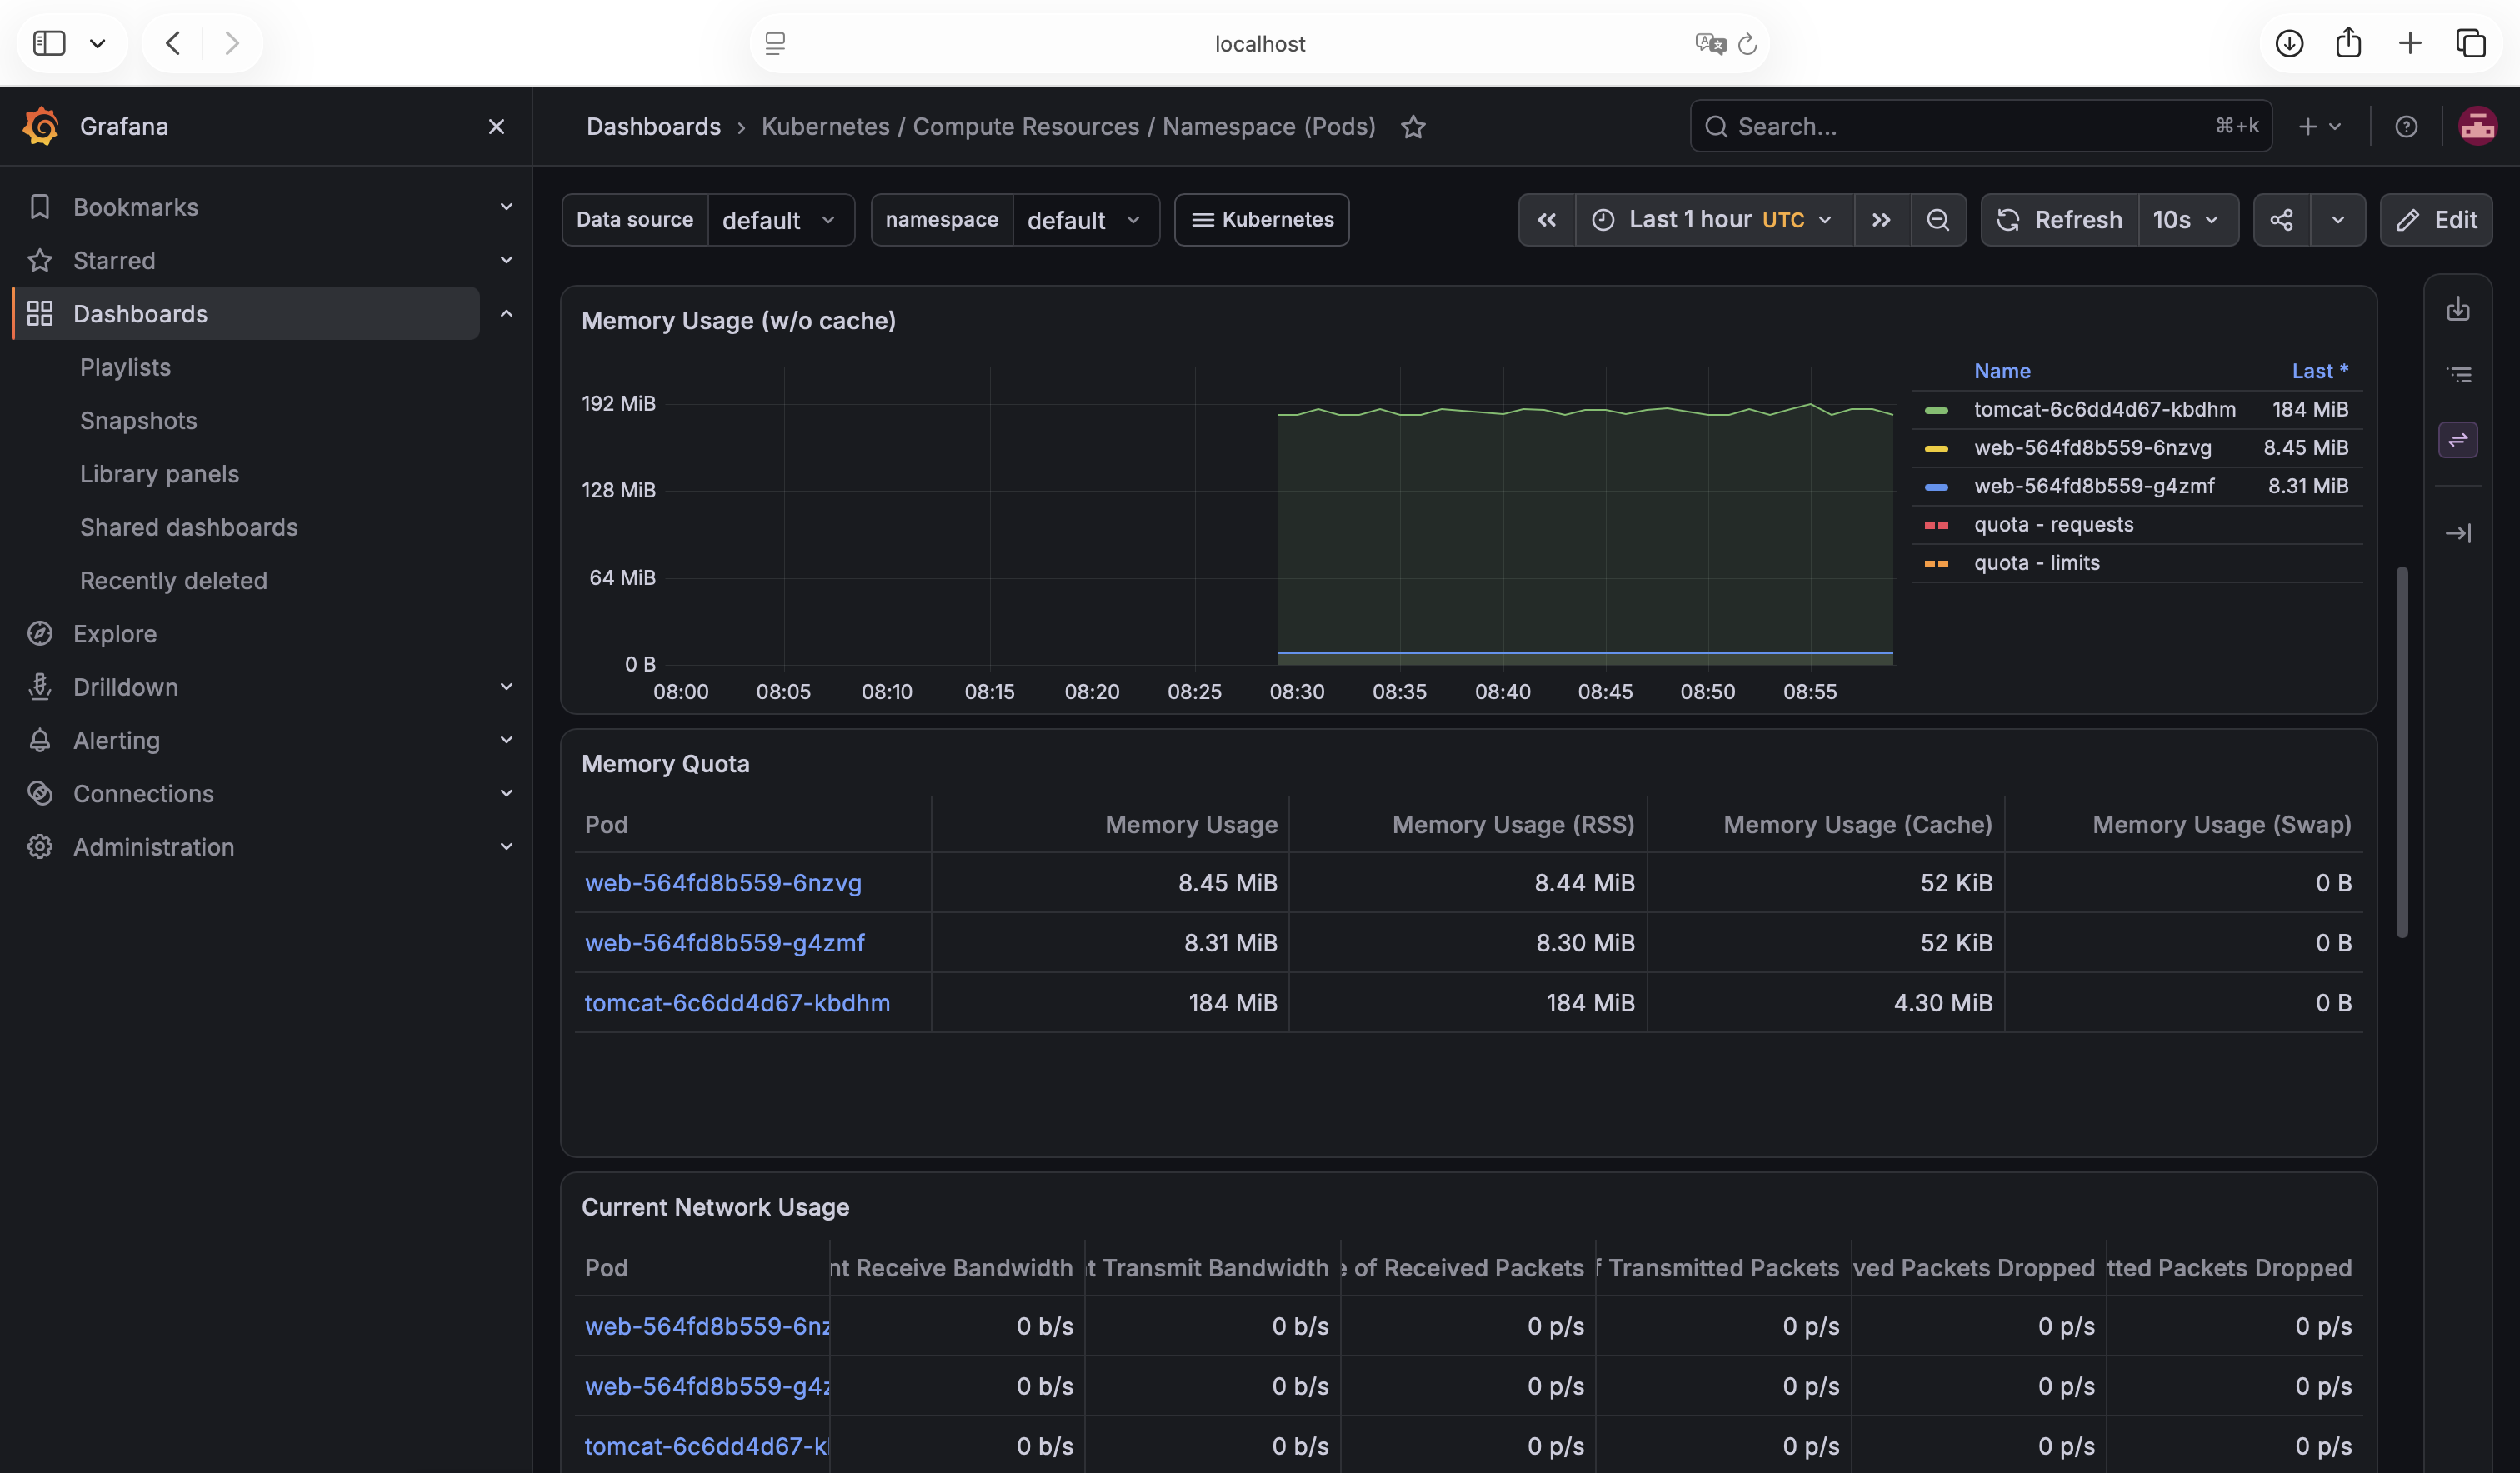 localhost
Grafana
Dashboards › Kubernetes / Compute Resources / Namespace (Pods)
Search...
⌘+k
Bookmarks
Starred
Dashboards
Playlists
Snapshots
Library panels
Shared dashboards
Recently deleted
Explore
Drilldown
Alerting
Connections
Administration
Data source default
namespace default
Kubernetes
Last 1 hour UTC
Refresh 10s
Edit
Memory Usage (w/o cache)
192 MiB
128 MiB
64 MiB
0 B
08:00 08:05 08:10 08:15 08:20 08:25 08:30 08:35 08:40 08:45 08:50 08:55
Name Last *
tomcat-6c6dd4d67-kbdhm 184 MiB
web-564fd8b559-6nzvg 8.45 MiB
web-564fd8b559-g4zmf 8.31 MiB
quota - requests
quota - limits
Memory Quota
Pod Memory Usage Memory Usage (RSS) Memory Usage (Cache) Memory Usage (Swap)
web-564fd8b559-6nzvg 8.45 MiB 8.44 MiB 52 KiB 0 B
web-564fd8b559-g4zmf 8.31 MiB 8.30 MiB 52 KiB 0 B
tomcat-6c6dd4d67-kbdhm 184 MiB 184 MiB 4.30 MiB 0 B
Current Network Usage
Pod nt Receive Bandwidth t Transmit Bandwidth e of Received Packets f Transmitted Packets ved Packets Dropped tted Packets Dropped
web-564fd8b559-6nz 0 b/s 0 b/s 0 p/s 0 p/s 0 p/s 0 p/s
web-564fd8b559-g4z 0 b/s 0 b/s 0 p/s 0 p/s 0 p/s 0 p/s
tomcat-6c6dd4d67-k 0 b/s 0 b/s 0 p/s 0 p/s 0 p/s 0 p/s